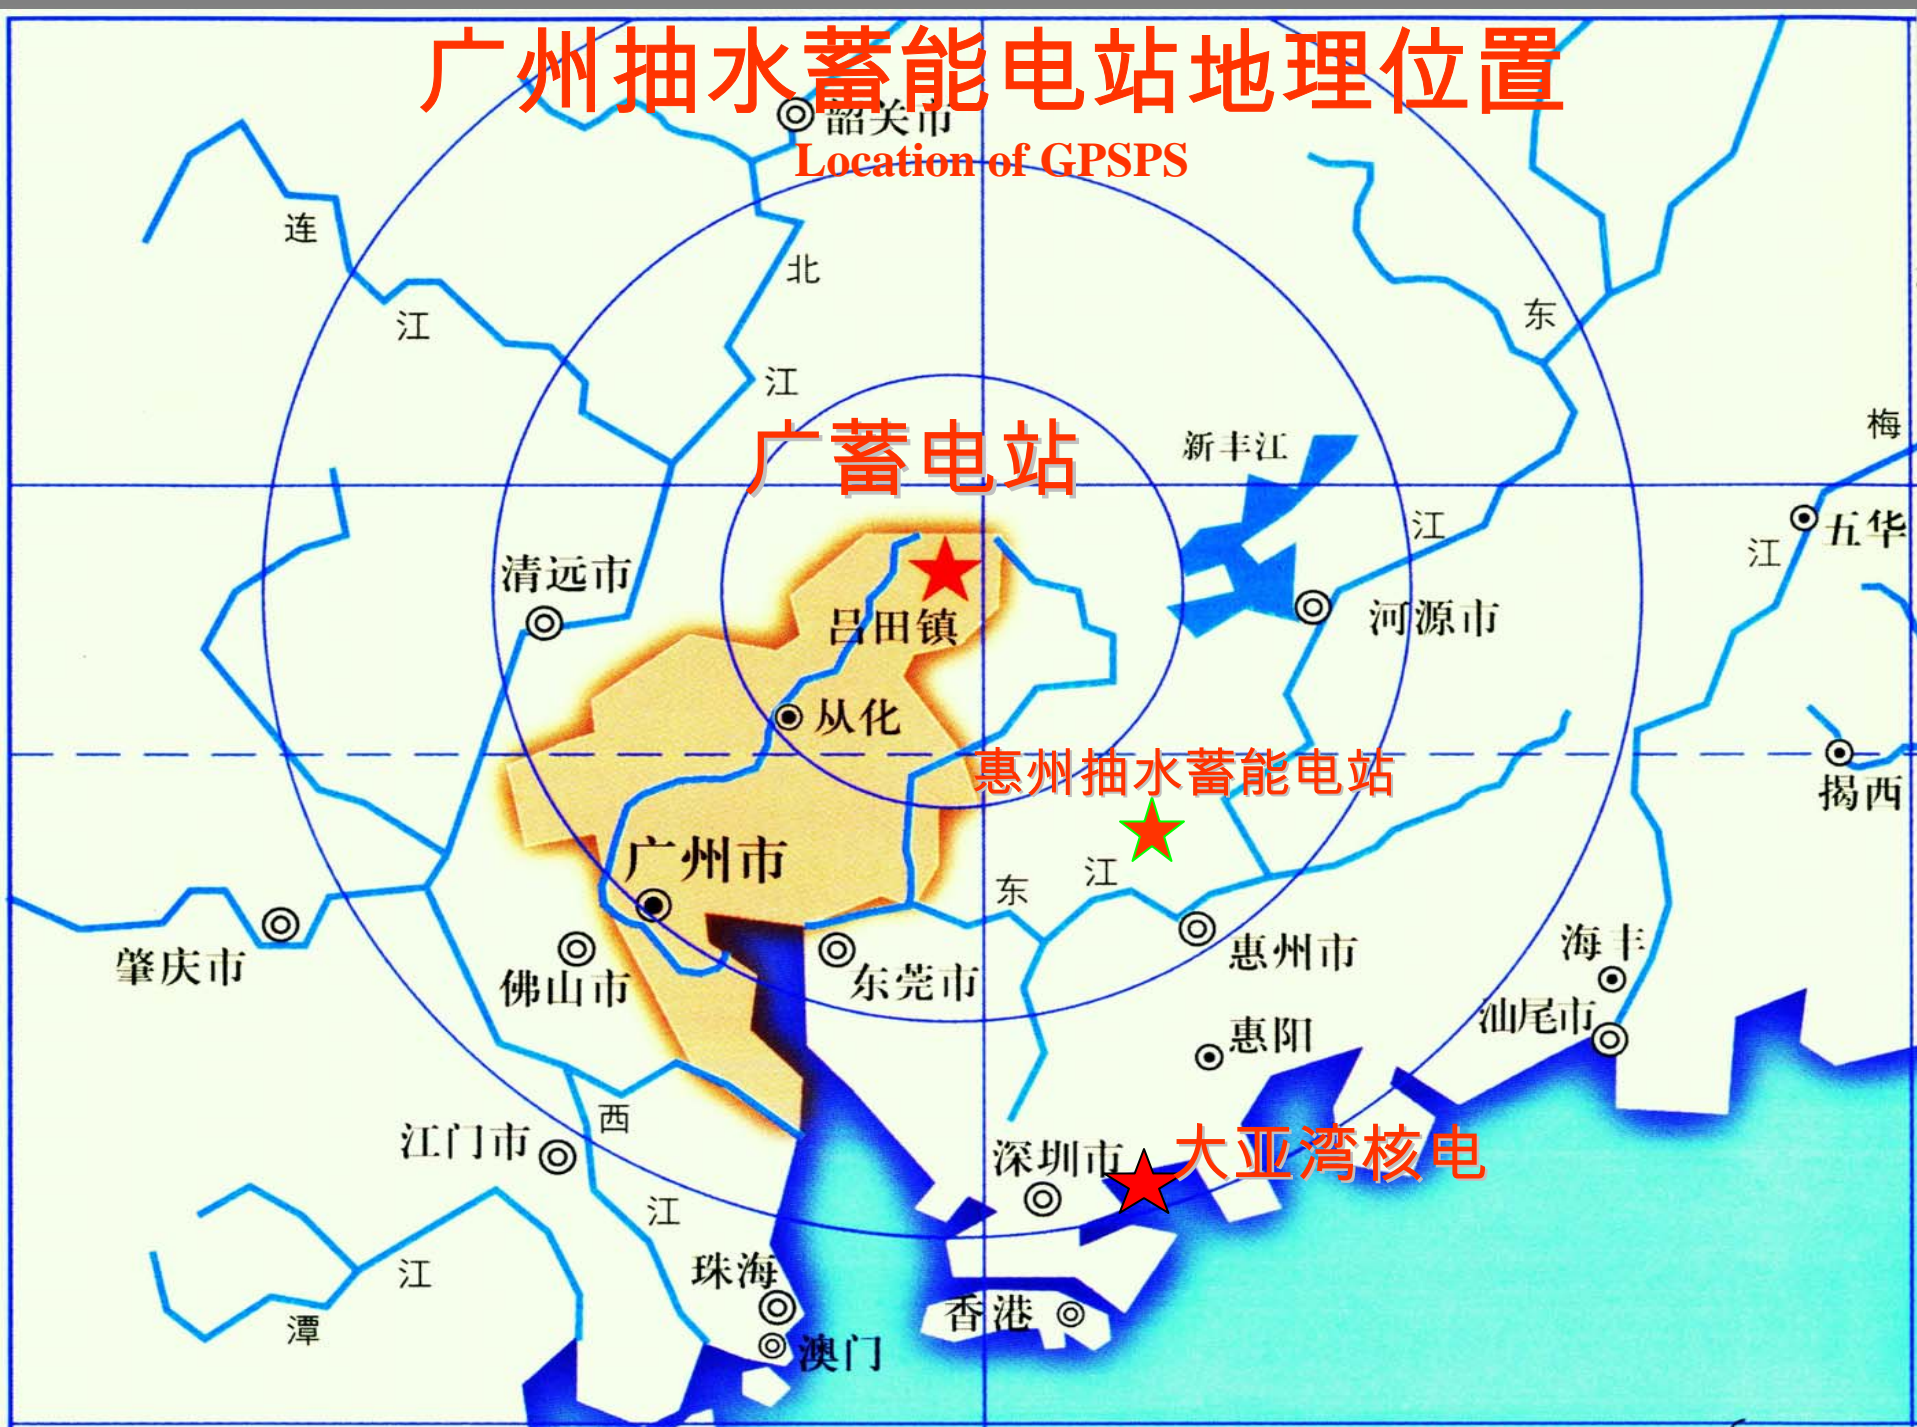 广州抽水蓄能电站地理位置
韶关市
Location of GPSPS
连
江
北
江
东
江
梅
江
广蓄电站
新丰江
五华
清远市
吕田镇
河源市
从化
惠州抽水蓄能电站
揭西
广州市
东
江
肇庆市
佛山市
东莞市
惠州市
海丰
汕尾市
惠阳
西
江
江门市
深圳市
大亚湾核电
江
潭
珠海
香港
澳门